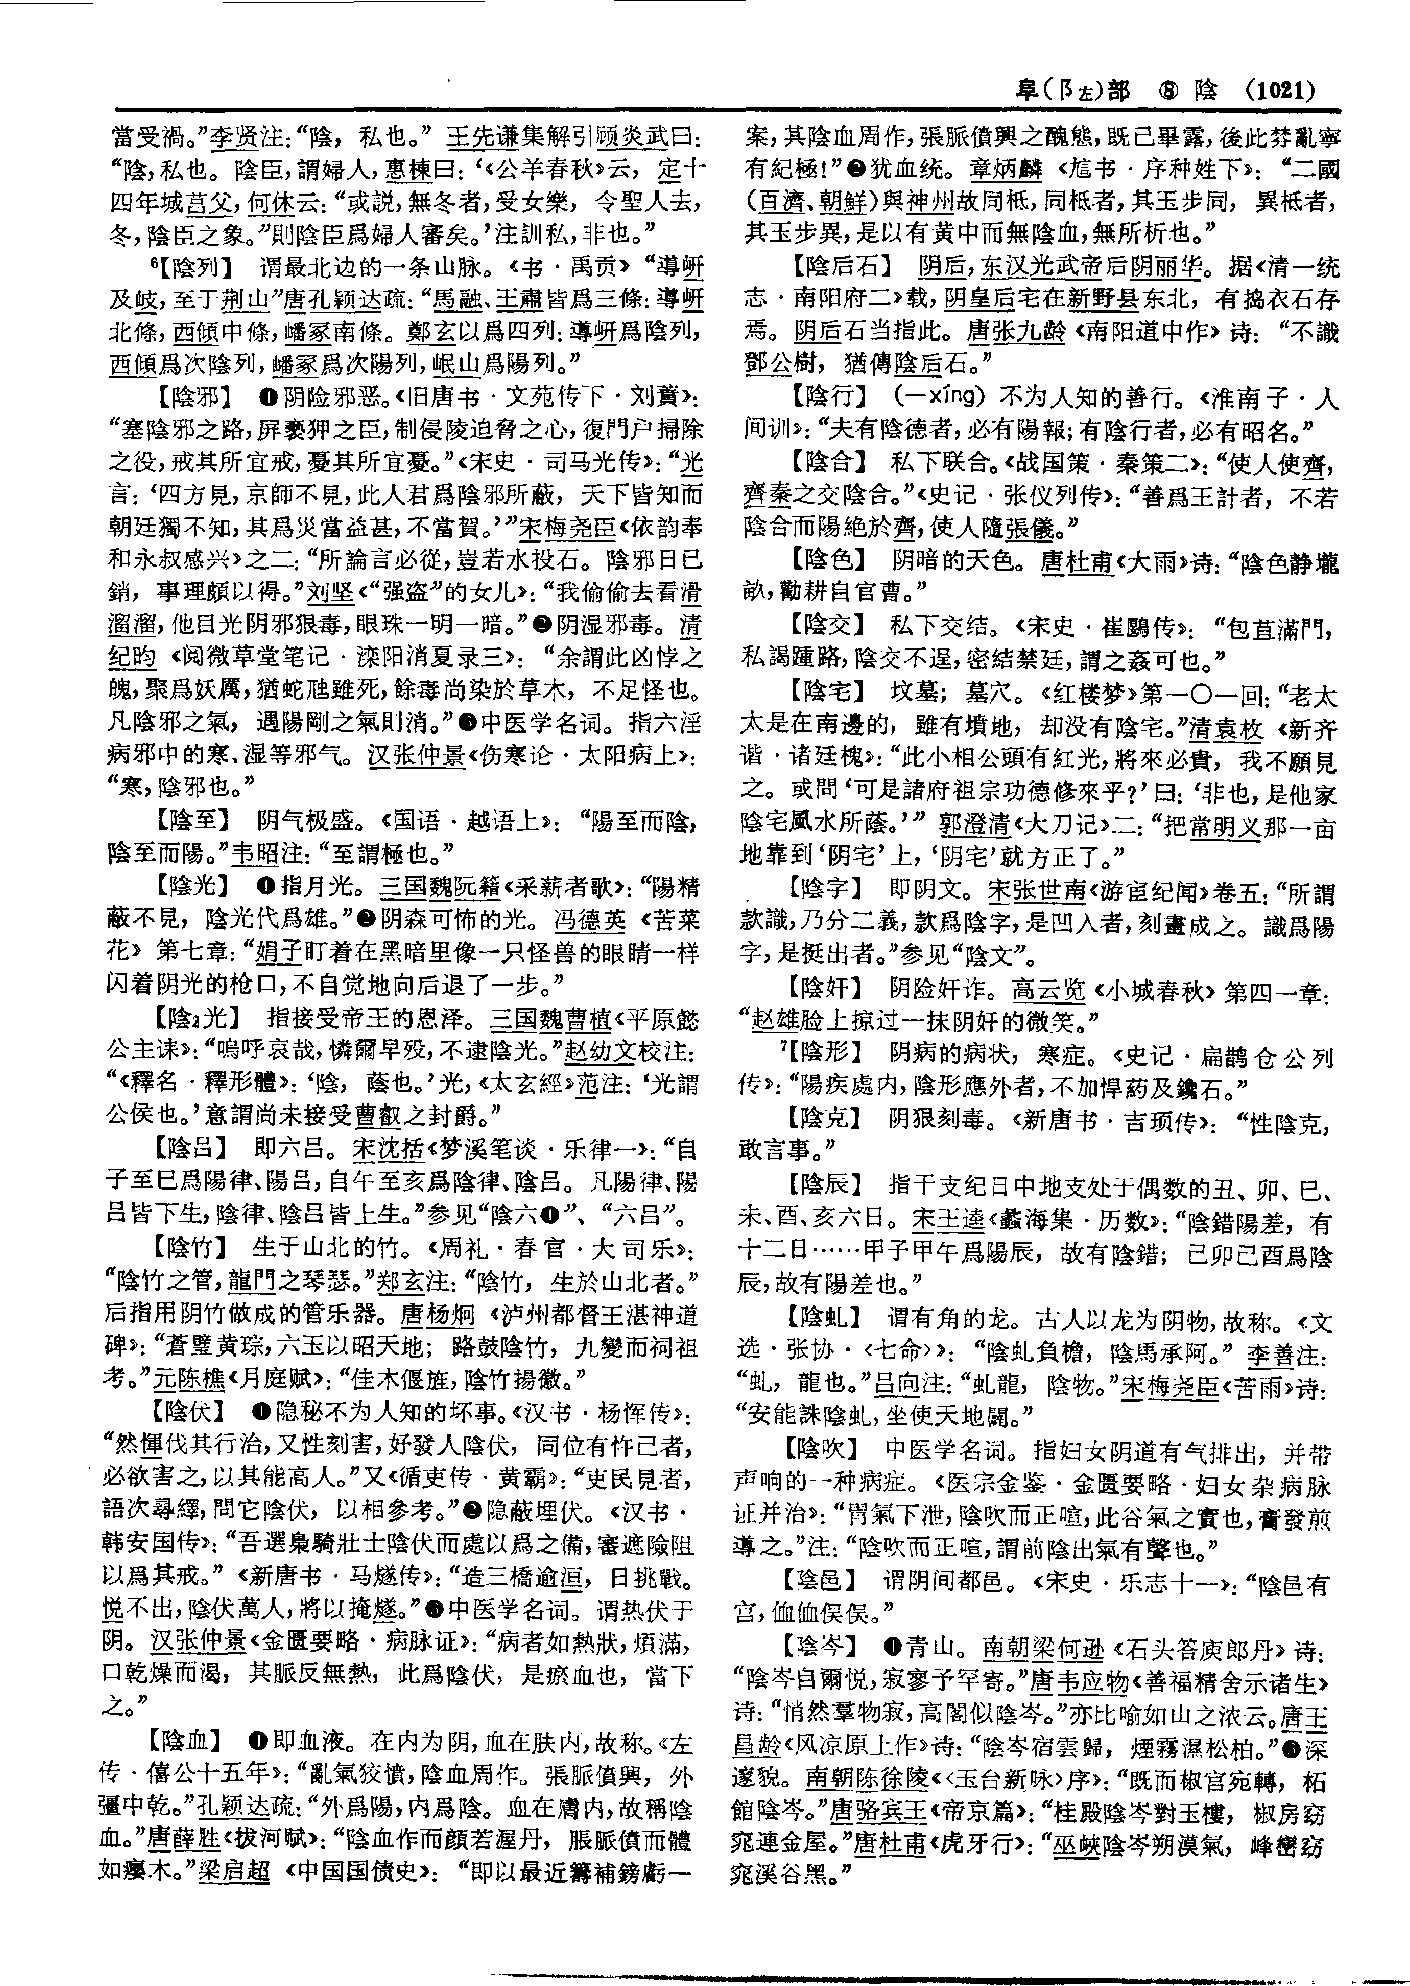 阜(阝左)部 ⑧ 陰 (1021)
當受禍。”李贤注：“陰，私也。”王先谦集解引顾炎武曰：
“陰，私也。陰臣，謂婦人，惠棟曰：‘《公羊春秋》云，定十
四年城莒父，何休云：“或説，無冬者，受女樂，令聖人去，
冬，陰臣之象。”則陰臣爲婦人審矣。’注訓私，非也。”
⁶【陰列】 谓最北边的一条山脉。《书·禹贡》“導岍
及岐，至于荆山”唐孔颖达疏：“馬融、王肅皆爲三條：導岍
北條，西傾中條，嶓冢南條。鄭玄以爲四列：導岍爲陰列，
西傾爲次陰列，嶓冢爲次陽列，岷山爲陽列。”
【陰邪】 ❶阴险邪恶。《旧唐书·文苑传下·刘蕡》：
“塞陰邪之路，屏褻狎之臣，制侵陵迫脅之心，復門户掃除
之役，戒其所宜戒，憂其所宜憂。”《宋史·司马光传》：“光
言：‘四方見，京師不見，此人君爲陰邪所蔽，天下皆知而
朝廷獨不知，其爲災當益甚，不當賀。’”宋梅尧臣《依韵奉
和永叔感兴》之二：“所論言必從，豈若水投石。陰邪日已
銷，事理頗以得。”刘坚《“强盗”的女儿》：“我偷偷去看滑
溜溜，他目光阴邪狠毒，眼珠一明一暗。”❷阴湿邪毒。清
纪昀《阅微草堂笔记·滦阳消夏录三》：“余謂此凶悖之
魄，聚爲妖厲，猶蛇虺雖死，餘毒尚染於草木，不足怪也。
凡陰邪之氣，遇陽剛之氣則消。”❸中医学名词。指六淫
病邪中的寒、湿等邪气。汉张仲景《伤寒论·太阳病上》：
“寒，陰邪也。”
【陰至】 阴气极盛。《国语·越语上》：“陽至而陰，
陰至而陽。”韦昭注：“至謂極也。”
【陰光】 ❶指月光。三国魏阮籍《采薪者歌》：“陽精
蔽不見，陰光代爲雄。”❷阴森可怖的光。冯德英《苦菜
花》第七章：“娟子盯着在黑暗里像一只怪兽的眼睛一样
闪着阴光的枪口，不自觉地向后退了一步。”
【陰₂光】 指接受帝王的恩泽。三国魏曹植《平原懿
公主诔》：“嗚呼哀哉，憐爾早殁，不逮陰光。”赵幼文校注：
“《釋名·釋形體》：‘陰，蔭也。’光，《太玄經》范注：‘光謂
公侯也。’意謂尚未接受曹叡之封爵。”
【陰吕】 即六吕。宋沈括《梦溪笔谈·乐律一》：“自
子至巳爲陽律、陽吕，自午至亥爲陰律、陰吕。凡陽律、陽
吕皆下生，陰律、陰吕皆上生。”参见“陰六❶”、“六吕”。
【陰竹】 生于山北的竹。《周礼·春官·大司乐》：
“陰竹之管，龍門之琴瑟。”郑玄注：“陰竹，生於山北者。”
后指用阴竹做成的管乐器。唐杨炯《泸州都督王湛神道
碑》：“蒼璧黄琮，六玉以昭天地；路鼓陰竹，九變而祠祖
考。”元陈樵《月庭赋》：“佳木偃旌，陰竹揚徽。”
【陰伏】 ❶隐秘不为人知的坏事。《汉书·杨恽传》：
“然惲伐其行治，又性刻害，好發人陰伏，同位有忤己者，
必欲害之，以其能高人。”又《循吏传·黄霸》：“吏民見者，
語次尋繹，問它陰伏，以相參考。”❷隐蔽埋伏。《汉书·
韩安国传》：“吾選梟騎壯士陰伏而處以爲之備，審遮險阻
以爲其戒。”《新唐书·马燧传》：“造三橋逾洹，日挑戰。
悦不出，陰伏萬人，將以掩燧。”❸中医学名词。谓热伏于
阴。汉张仲景《金匮要略·病脉证》：“病者如熱狀，煩滿，
口乾燥而渴，其脈反無熱，此爲陰伏，是瘀血也，當下
之。”
【陰血】 ❶即血液。在内为阴，血在肤内，故称。《左
传·僖公十五年》：“亂氣狡憤，陰血周作。張脈僨興，外
彊中乾。”孔颖达疏：“外爲陽，内爲陰。血在膚内，故稱陰
血。”唐薛胜《拔河赋》：“陰血作而顔若渥丹，脹脈僨而體
如癭木。”梁启超《中国国债史》：“即以最近籌補鎊虧一
案，其陰血周作，張脈僨興之醜態，既已畢露，後此棼亂寧
有紀極！”❷犹血统。章炳麟《訄书·序种姓下》：“二國
（百濟、朝鮮）與神州故同柢，同柢者，其玉步同，異柢者，
其玉步異，是以有黄中而無陰血，無所析也。”
【陰后石】 阴后，东汉光武帝后阴丽华。据《清一统
志·南阳府二》载，阴皇后宅在新野县东北，有捣衣石存
焉。阴后石当指此。唐张九龄《南阳道中作》诗：“不識
鄧公樹，猶傳陰后石。”
【陰行】 （—xíng）不为人知的善行。《淮南子·人
间训》：“夫有陰德者，必有陽報；有陰行者，必有昭名。”
【陰合】 私下联合。《战国策·秦策二》：“使人使齊，
齊秦之交陰合。”《史记·张仪列传》：“善爲王計者，不若
陰合而陽絶於齊，使人隨張儀。”
【陰色】 阴暗的天色。唐杜甫《大雨》诗：“陰色静壠
畝，勸耕自官曹。”
【陰交】 私下交结。《宋史·崔鶠传》：“包苴滿門，
私謁踵路，陰交不逞，密結禁廷，謂之姦可也。”
【陰宅】 坟墓；墓穴。《红楼梦》第一〇一回：“老太
太是在南邊的，雖有墳地，却没有陰宅。”清袁枚《新齐
谐·诸廷槐》：“此小相公頭有紅光，將來必貴，我不願見
之。或問‘可是諸府祖宗功德修來乎？’曰：‘非也，是他家
陰宅風水所蔭。’”郭澄清《大刀记》二：“把常明义那一亩
地靠到‘阴宅’上，‘阴宅’就方正了。”
【陰字】 即阴文。宋张世南《游宦纪闻》卷五：“所謂
款識，乃分二義，款爲陰字，是凹入者，刻畫成之。識爲陽
字，是挺出者。”参见“陰文”。
【陰奸】 阴险奸诈。高云览《小城春秋》第四一章：
“赵雄脸上掠过一抹阴奸的微笑。”
⁷【陰形】 阴病的病状，寒症。《史记·扁鹊仓公列
传》：“陽疾處内，陰形應外者，不加悍葯及鑱石。”
【陰克】 阴狠刻毒。《新唐书·吉顼传》：“性陰克，
敢言事。”
【陰辰】 指干支纪日中地支处于偶数的丑、卯、巳、
未、酉、亥六日。宋王逵《蠡海集·历数》：“陰錯陽差，有
十二日……甲子甲午爲陽辰，故有陰錯；己卯己酉爲陰
辰，故有陽差也。”
【陰虬】 谓有角的龙。古人以龙为阴物，故称。《文
选·张协·〈七命〉》：“陰虬負檐，陰馬承阿。”李善注：
“虬，龍也。”吕向注：“虬龍，陰物。”宋梅尧臣《苦雨》诗：
“安能誅陰虬，坐使天地闢。”
【陰吹】 中医学名词。指妇女阴道有气排出，并带
声响的一种病症。《医宗金鉴·金匮要略·妇女杂病脉
证并治》：“胃氣下泄，陰吹而正喧，此谷氣之實也，膏發煎
導之。”注：“陰吹而正喧，謂前陰出氣有聲也。”
【陰邑】 谓阴间都邑。《宋史·乐志十一》：“陰邑有
宫，侐侐俣俣。”
【陰岑】 ❶青山。南朝梁何逊《石头答庾郎丹》诗：
“陰岑自爾悦，寂寥予罕寄。”唐韦应物《善福精舍示诸生》
诗：“悄然羣物寂，高閣似陰岑。”亦比喻如山之浓云。唐王
昌龄《风凉原上作》诗：“陰岑宿雲歸，煙霧濕松柏。”❸深
邃貌。南朝陈徐陵《〈玉台新咏〉序》：“既而椒宫宛轉，柘
館陰岑。”唐骆宾王《帝京篇》：“桂殿陰岑對玉樓，椒房窈
窕連金屋。”唐杜甫《虎牙行》：“巫峽陰岑朔漠氣，峰巒窈
窕溪谷黑。”